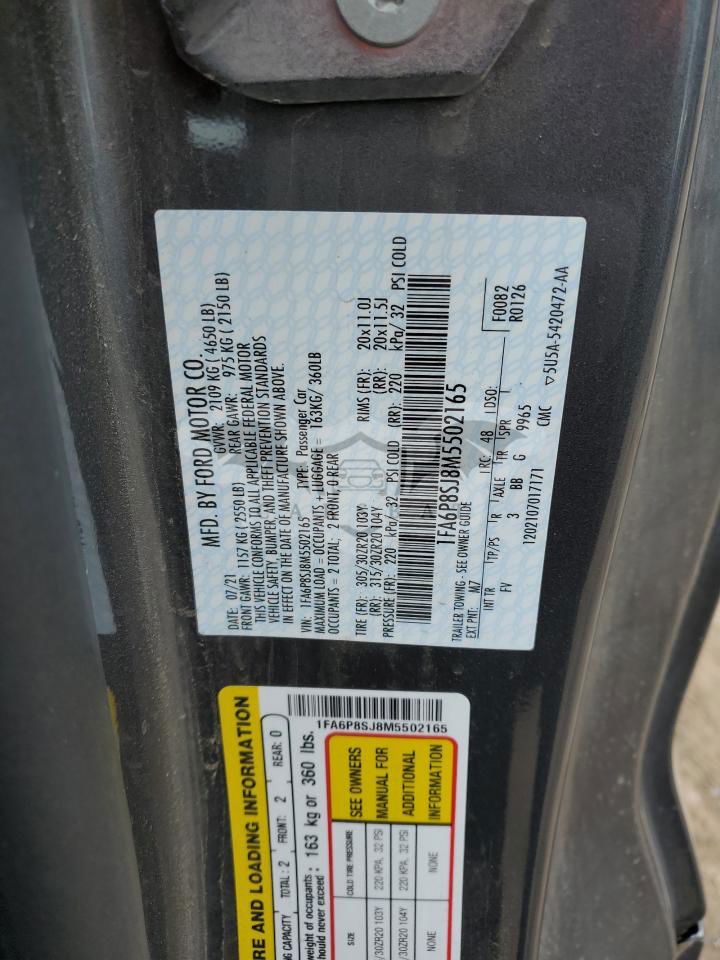 MFD. BY FORD MOTOR CO.
DATE: 07/21 GVWR: 2109 KG ( 4650 LB)
FRONT GAWR: 1157 KG ( 2550 LB) REAR GAWR: 975 KG ( 2150 LB)
THIS VEHICLE CONFORMS TO ALL APPLICABLE FEDERAL MOTOR
VEHICLE SAFETY, BUMPER, AND THEFT PREVENTION STANDARDS
IN EFFECT ON THE DATE OF MANUFACTURE SHOWN ABOVE.
VIN: 1FA6P8SJ8M5502165 TYPE: Passenger Car
MAXIMUM LOAD = OCCUPANTS + LUGGAGE = 163KG/ 360LB
OCCUPANTS = 2 TOTAL; 2 FRONT, 0 REAR
TIRE (FR): 305/30ZR20 103Y RIMS (FR): 20x11.0J
(RR): 315/30ZR20 104Y (RR): 20x11.5J
PRESSURE (FR): 220 kPa/ 32 PSI COLD (RR): 220 kPa/ 32 PSI COLD
1FA6P8SJ8M5502165
TRAILER TOWING - SEE OWNER GUIDE
EXT PNT: M7 RC: 48 DSO: F0082
R0126
INT TR TP/PS R AXLE TR SPR
FV 3 BB G I 9965
1202107017171 CMC ▽5U5A-5420472-AA
RE AND LOADING INFORMATION
NG CAPACITY TOTAL: 2 FRONT: 2 REAR: 0
weight of occupants
hould never exceed : 163 kg or 360 lbs.
1FA6P8SJ8M5502165
SIZE COLD TIRE PRESSURE SEE OWNERS
/30ZR20 103Y 220 KPA, 32 PSI MANUAL FOR
/30ZR20 104Y 220 KPA, 32 PSI ADDITIONAL
NONE NONE INFORMATION